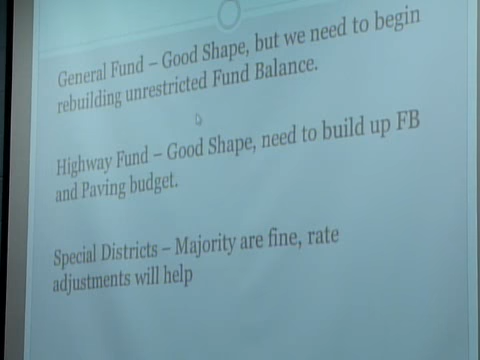 General Fund – Good Shape, but we need to begin
rebuilding unrestricted Fund Balance.
Highway Fund – Good Shape, need to build up FB
and Paving budget.
Special Districts – Majority are fine, rate
adjustments will help